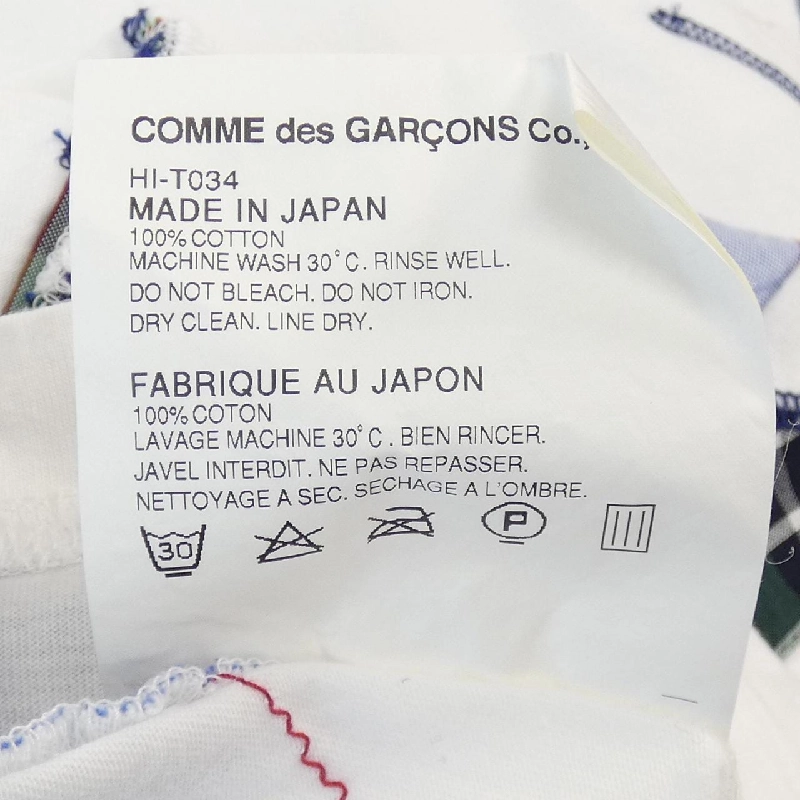 COMME des GARÇONS Co.,
HI-T034
MADE IN JAPAN
100% COTTON
MACHINE WASH 30°C. RINSE WELL.
DO NOT BLEACH. DO NOT IRON.
DRY CLEAN. LINE DRY.
FABRIQUE AU JAPON
100% COTON
LAVAGE MACHINE 30°C. BIEN RINCER.
JAVEL INTERDIT. NE PAS REPASSER.
NETTOYAGE A SEC. SECHAGE A L'OMBRE.
30 P